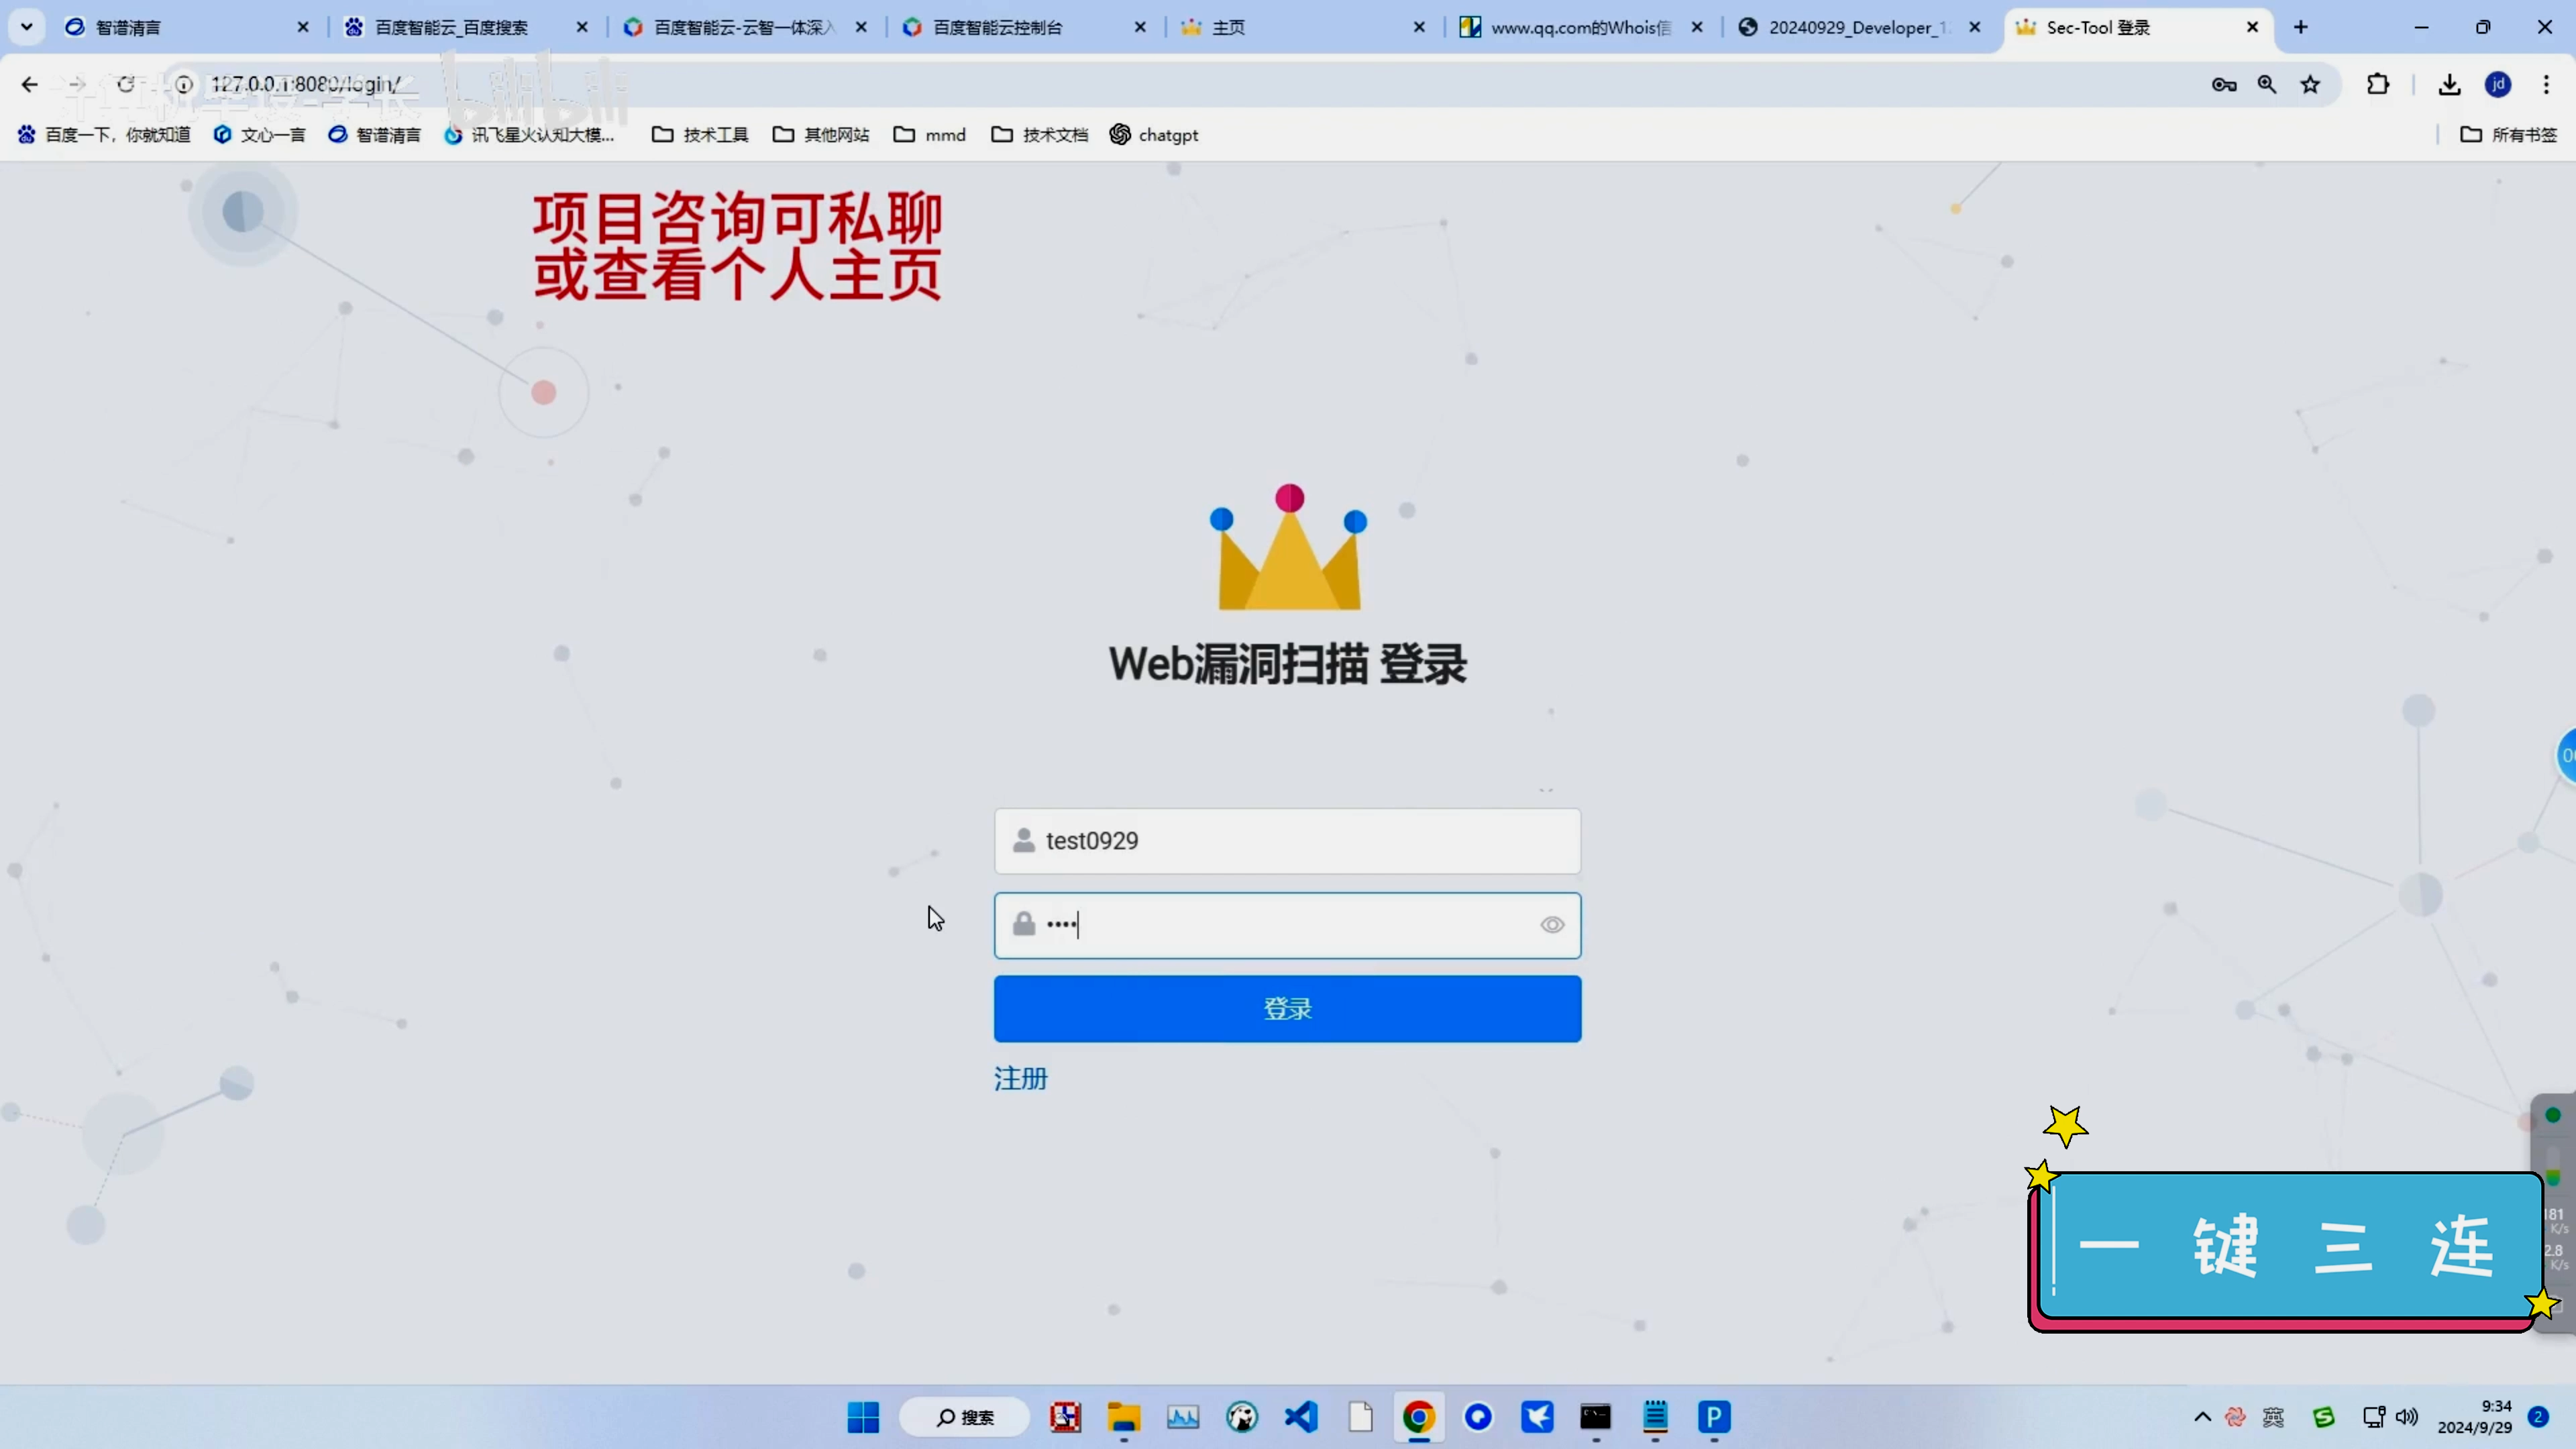 智谱清言
百度智能云_百度搜索
百度智能云-云智一体深入
百度智能云控制台
主页
www.qq.com的Whois信
20240929_Developer_1
Sec-Tool 登录
127.0.0.1:8080/login/
bilibili
jd
百度一下，你就知道
文心一言
智谱清言
讯飞星火认知大模...
技术工具
其他网站
mmd
技术文档
chatgpt
所有书签
项目咨询可私聊
或查看个人主页
Web漏洞扫描 登录
test0929
••••
登录
注册
一键三连
181
K/s
2.8
K/s
搜索
英
9:34
2024/9/29
2